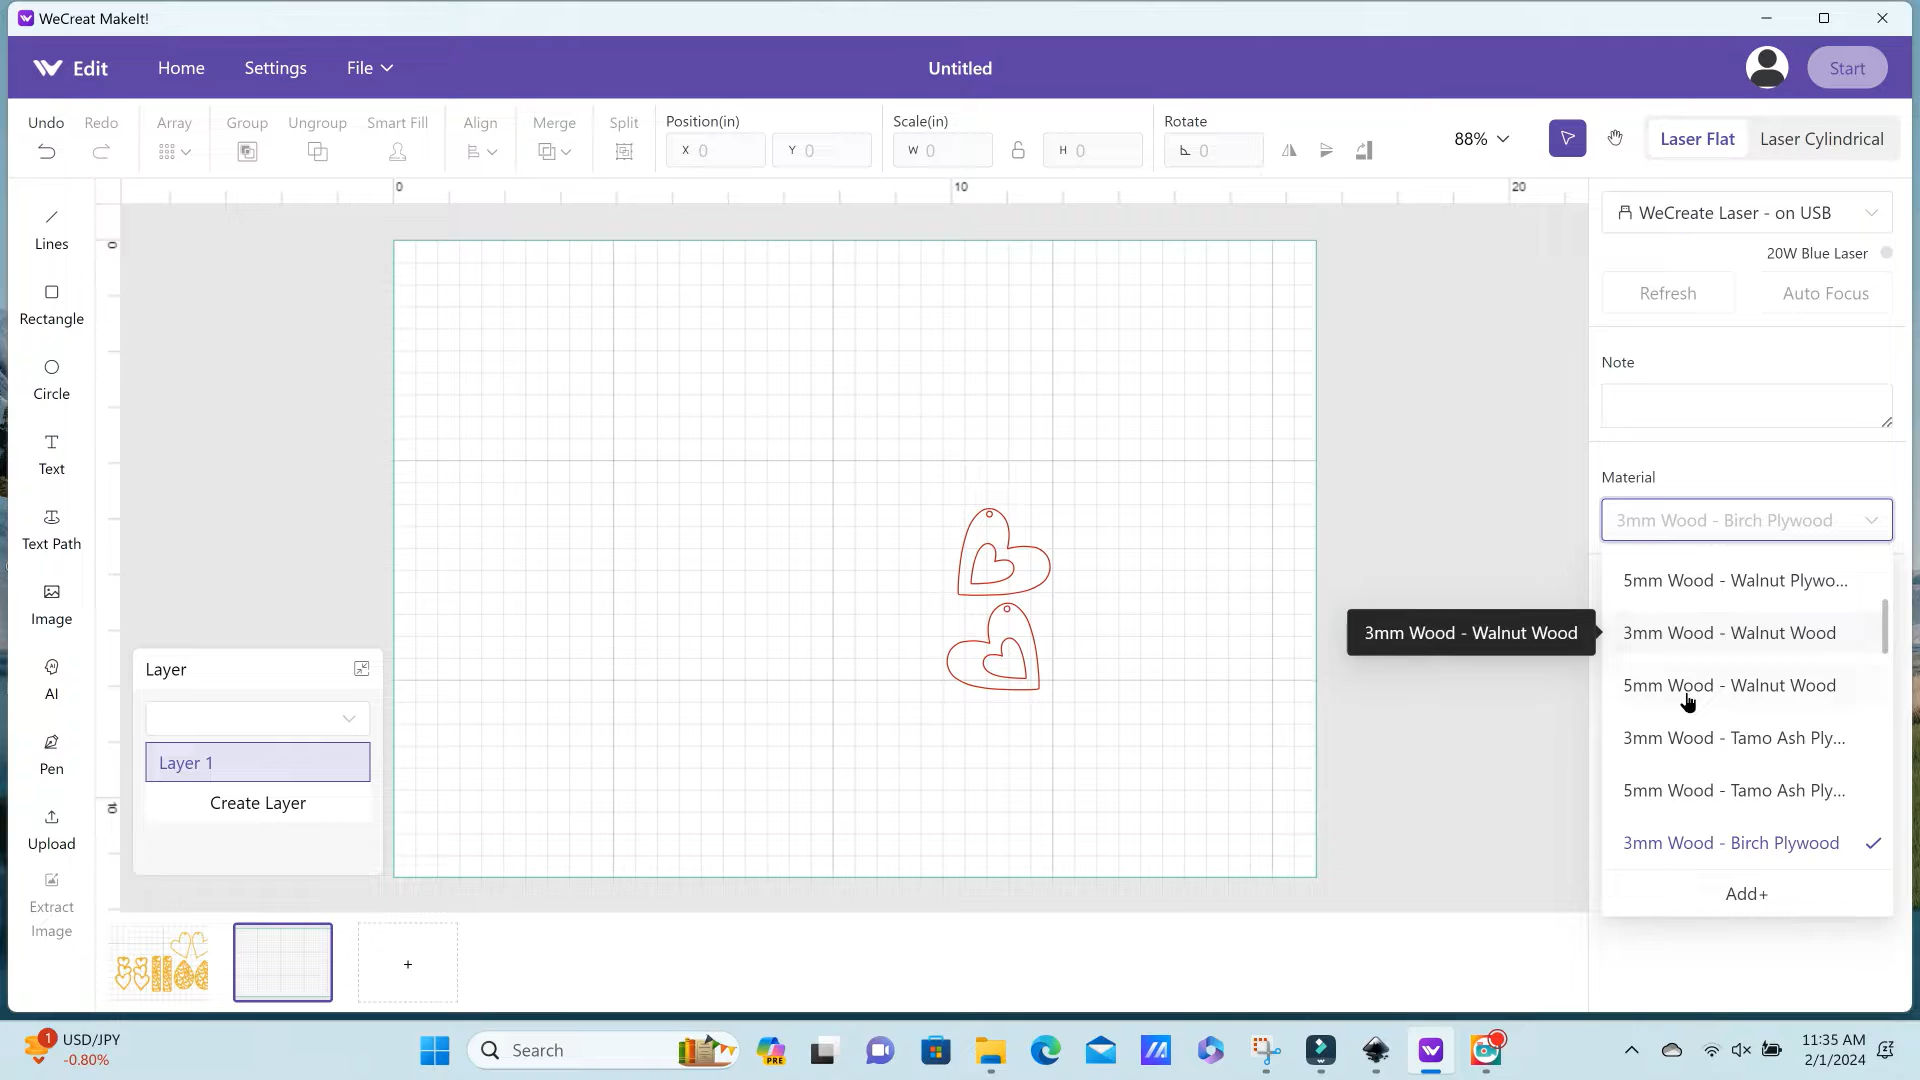 WeCreat MakeIt!
Edit
Home
Settings
File
Untitled
Start
Undo
Redo
Array
Group
Ungroup
Smart Fill
Align
Merge
Split
Position(in)
X 0
Y 0
Scale(in)
W 0
H 0
Rotate
0
88%
Laser Flat
Laser Cylindrical
0
10
20
0
10
Lines
Rectangle
Circle
Text
Text Path
Image
AI
Pen
Upload
Extract
Image
Layer
Layer 1
Create Layer
+
WeCreate Laser - on USB
20W Blue Laser
Refresh
Auto Focus
Note
Material
3mm Wood - Birch Plywood
5mm Wood - Walnut Plywo...
3mm Wood - Walnut Wood
3mm Wood - Walnut Wood
5mm Wood - Walnut Wood
3mm Wood - Tamo Ash Ply...
5mm Wood - Tamo Ash Ply...
3mm Wood - Birch Plywood
Add+
1
USD/JPY
-0.80%
Search
PRE
11:35 AM
2/1/2024